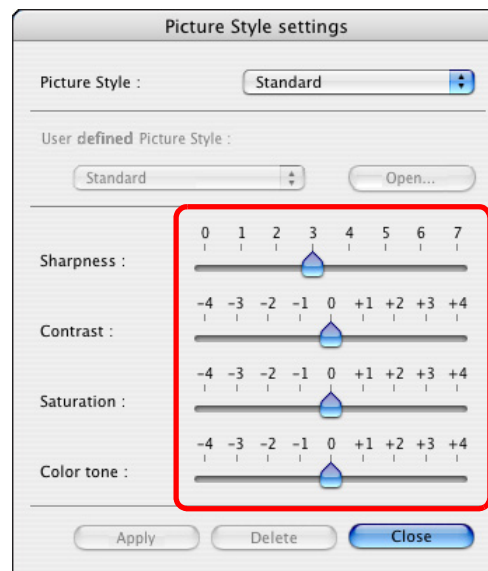 Picture Style settings
Picture Style : Standard
User defined Picture Style :
Standard Open...
0 1 2 3 4 5 6 7
Sharpness :
-4 -3 -2 -1 0 +1 +2 +3 +4
Contrast :
-4 -3 -2 -1 0 +1 +2 +3 +4
Saturation :
-4 -3 -2 -1 0 +1 +2 +3 +4
Color tone :
Apply Delete Close